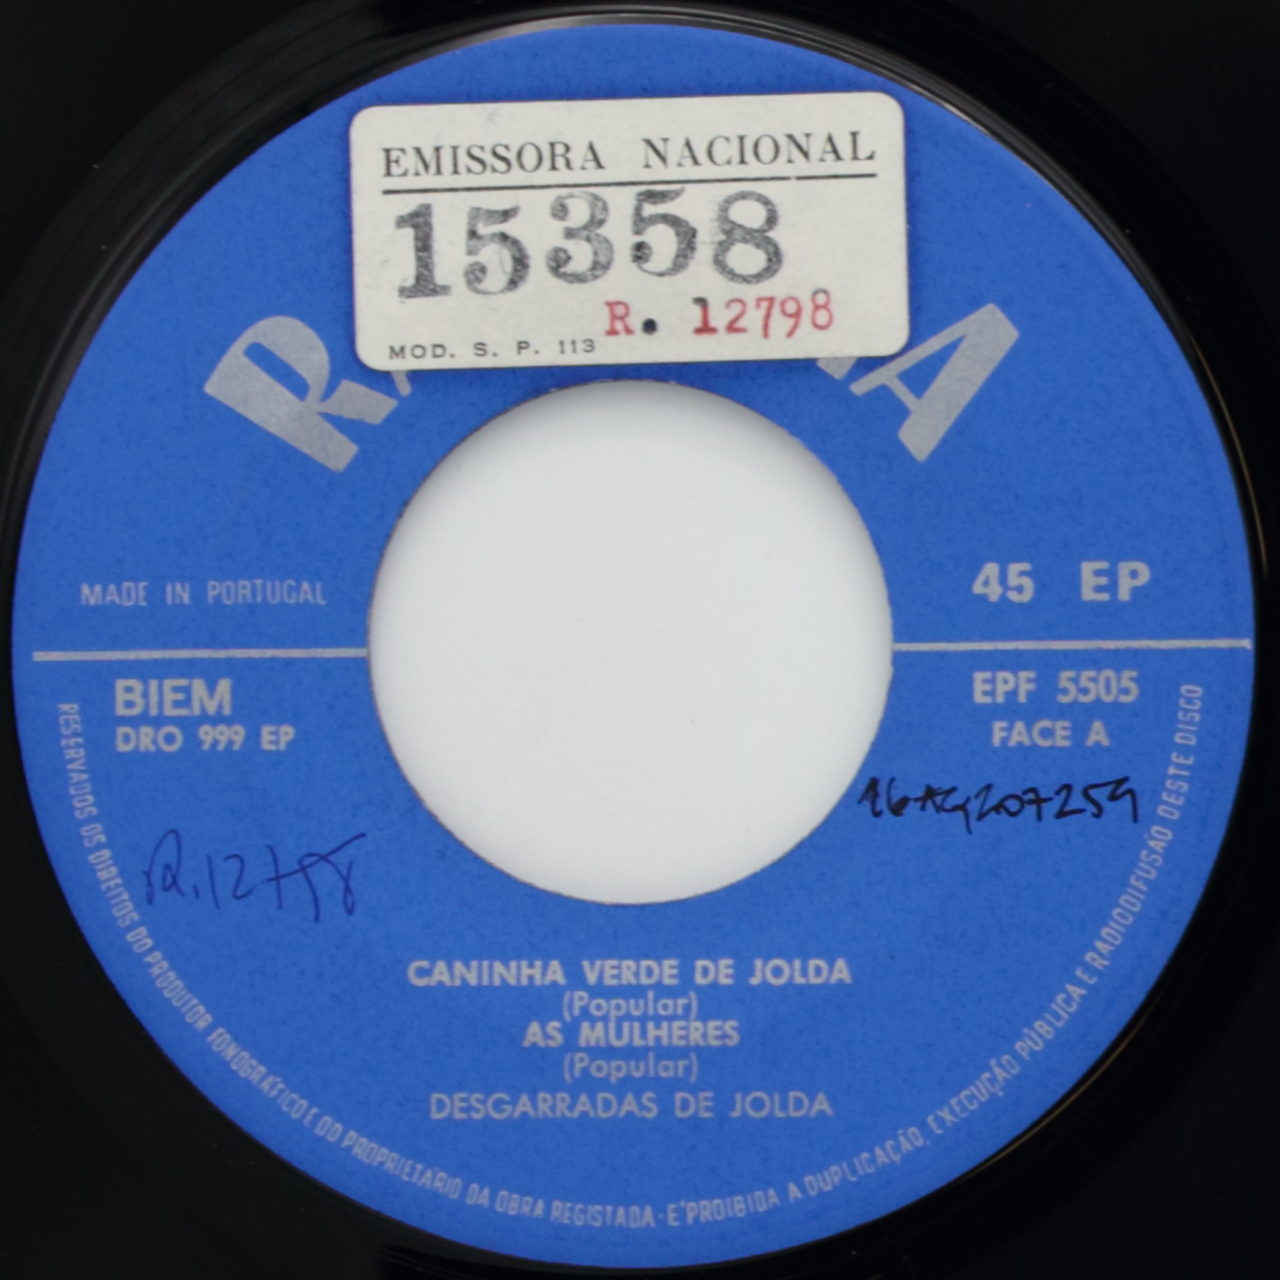 EMISSORA NACIONAL
15358
R. 12798
MOD. S. P. 113
MADE IN PORTUGAL
45 EP
BIEM
DRO 999 EP
EPF 5505
FACE A
R.12798
CANINHA VERDE DE JOLDA
(Popular)
AS MULHERES
(Popular)
DESGARRADAS DE JOLDA
RESERVADOS OS DIREITOS DO PRODUTOR FONOGRÁFICO E DO PROPRIETÁRIO DA OBRA REGISTADA - E'PROIBIDA A DUPLICAÇÃO, EXECUÇÃO PÚBLICA E RADIODIFUSÃO DESTE DISCO